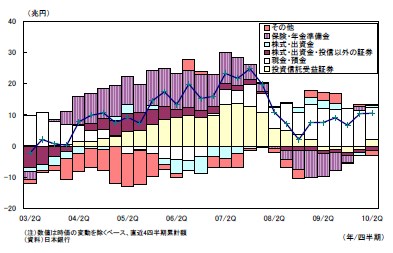 (兆円)
40
30
20
10
0
-10
-20
その他
保険・年金準備金
株式・出資金
株式・出資金・投信以外の証券
現金・預金
投資信託受益証券
03/2Q 04/2Q 05/2Q 06/2Q 07/2Q 08/2Q 09/2Q 10/2Q
(年/四半期)
(注)数値は時価の変動を除くベース、直近4四半期累計額
(資料)日本銀行